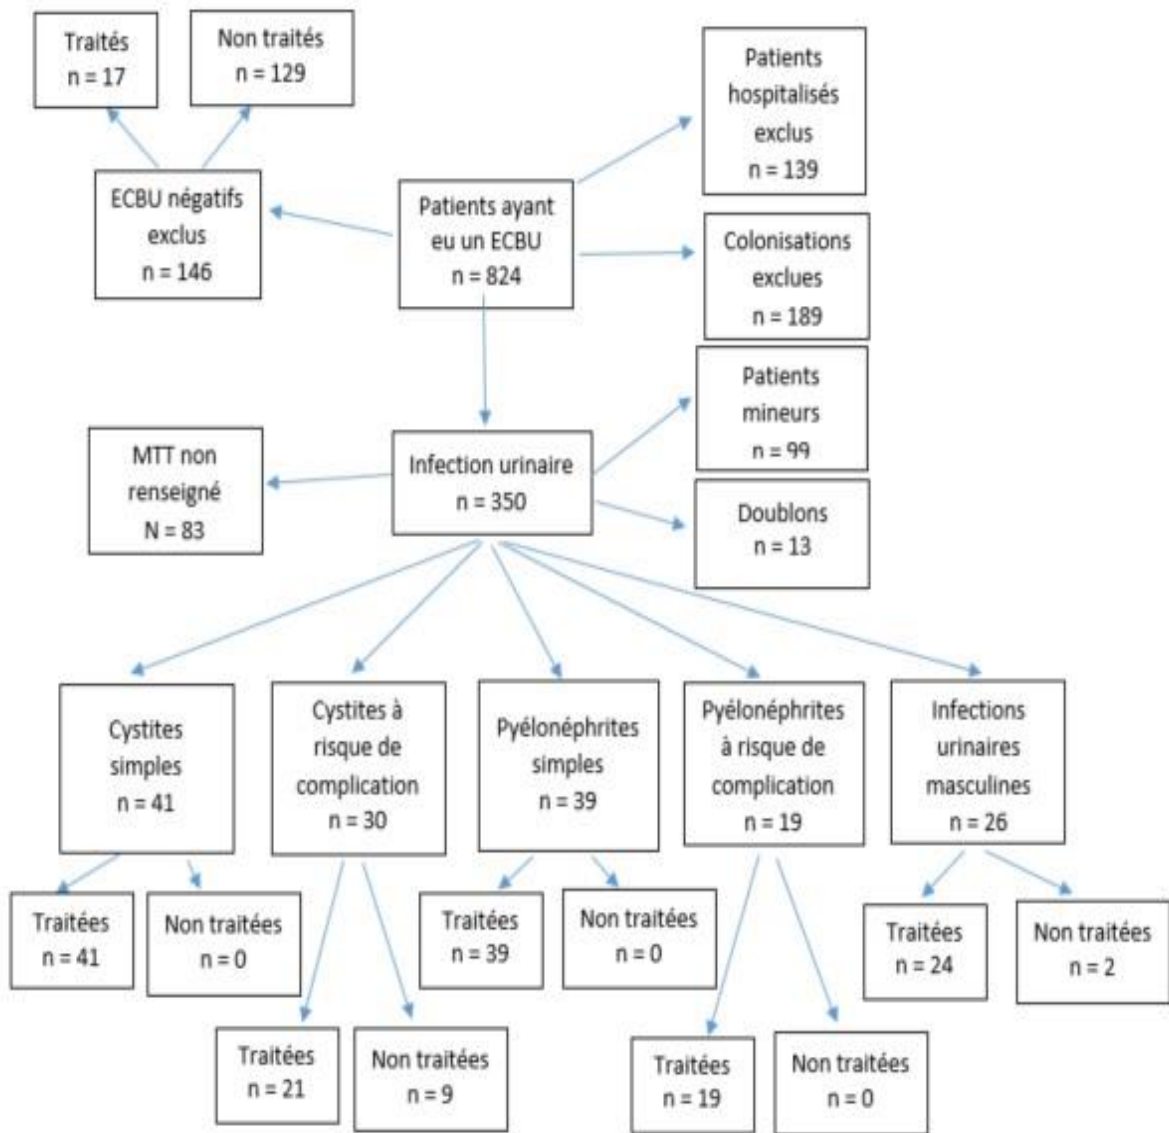 Traités
n = 17
Non traités
n = 129
Patients
hospitalisés
exclus
n = 139
ECBU négatifs
exclus
n = 146
Patients ayant
eu un ECBU
n = 824
Colonisations
exclues
n = 189
Patients
mineurs
n = 99
MTT non
renseigné
N = 83
Infection urinaire
n = 350
Doublons
n = 13
Cystites
simples
n = 41
Cystites à
risque de
complication
n = 30
Pyélonéphrites
simples
n = 39
Pyélonéphrites
à risque de
complication
n = 19
Infections
urinaires
masculines
n = 26
Traitées
n = 41
Non traitées
n = 0
Traitées
n = 39
Non traitées
n = 0
Traitées
n = 24
Non traitées
n = 2
Traitées
n = 21
Non traitées
n = 9
Traitées
n = 19
Non traitées
n = 0